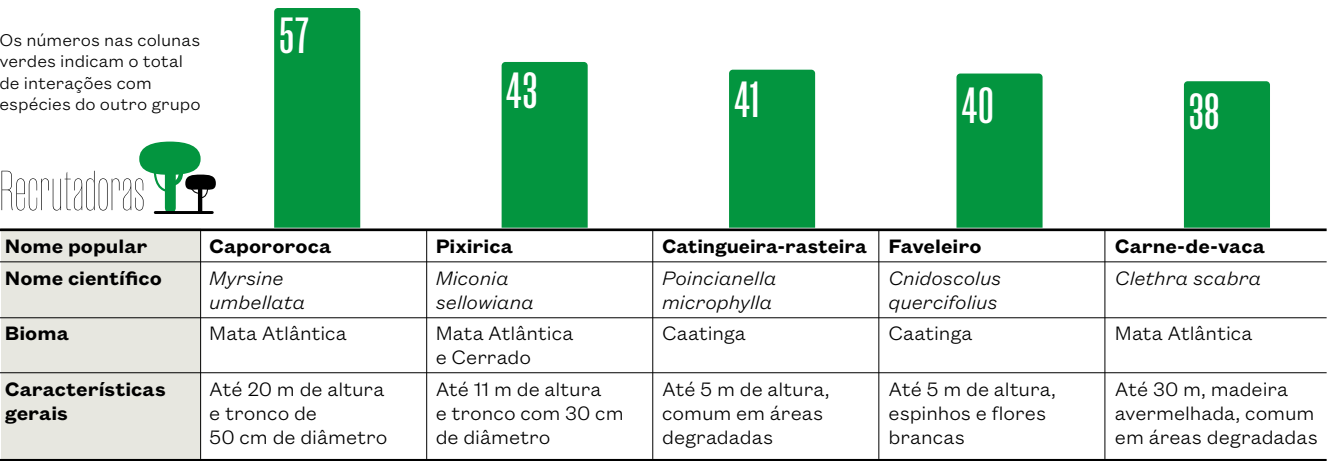 Os números nas colunas
verdes indicam o total
de interações com
espécies do outro grupo
57
43
41
40
38
Recrutadoras
Nome popular
Capororoca
Pixirica
Catingueira-rasteira
Faveleiro
Carne-de-vaca
Nome científico
Myrsine
umbellata
Miconia
sellowiana
Poincianella
microphylla
Cnidoscolus
quercifolius
Clethra scabra
Bioma
Mata Atlântica
Mata Atlântica
e Cerrado
Caatinga
Caatinga
Mata Atlântica
Características
gerais
Até 20 m de altura
e tronco de
50 cm de diâmetro
Até 11 m de altura
e tronco com 30 cm
de diâmetro
Até 5 m de altura,
comum em áreas
degradadas
Até 5 m de altura,
espinhos e flores
brancas
Até 30 m, madeira
avermelhada, comum
em áreas degradadas